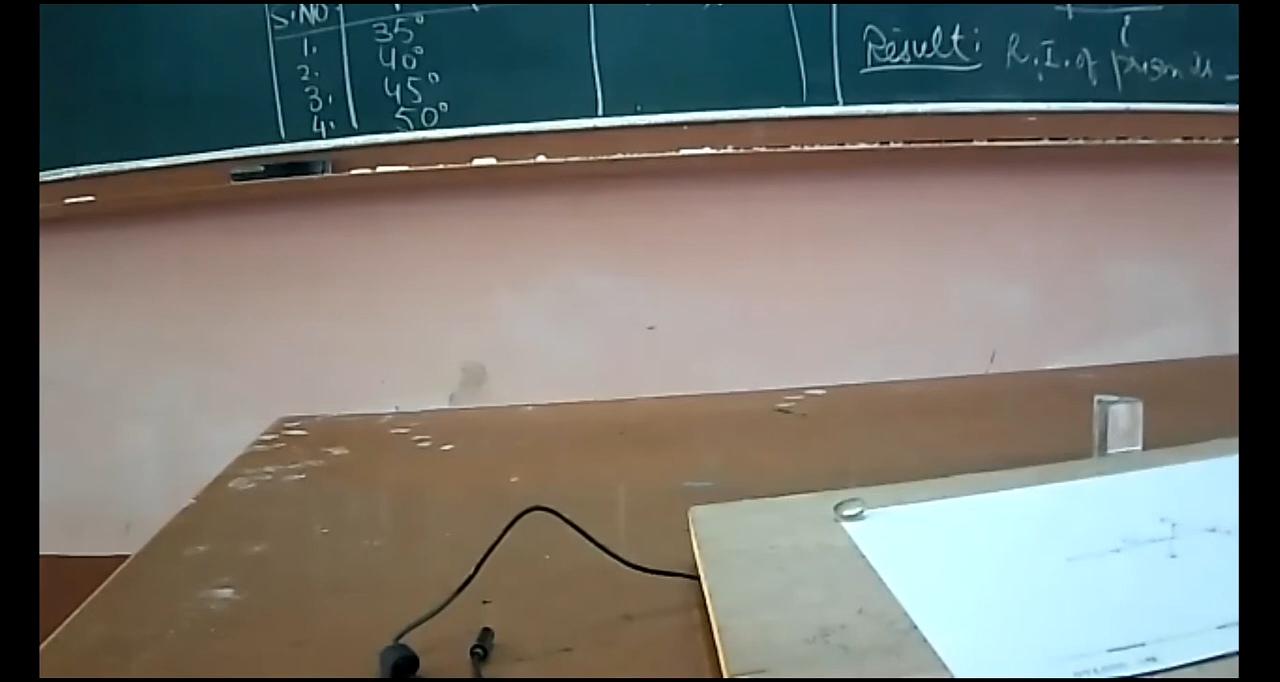 S.NO
1. 35°
2. 40°
3. 45°
4. 50°
i
Result: R.I. of prism is